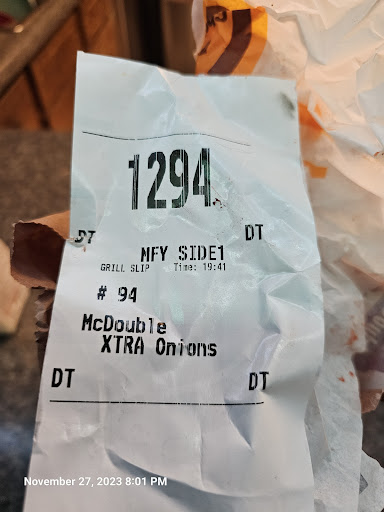 1294
DT DT
MFY SIDE1
GRILL SLIP Time: 19:41
# 94
McDouble
XTRA Onions
DT DT
November 27, 2023 8:01 PM